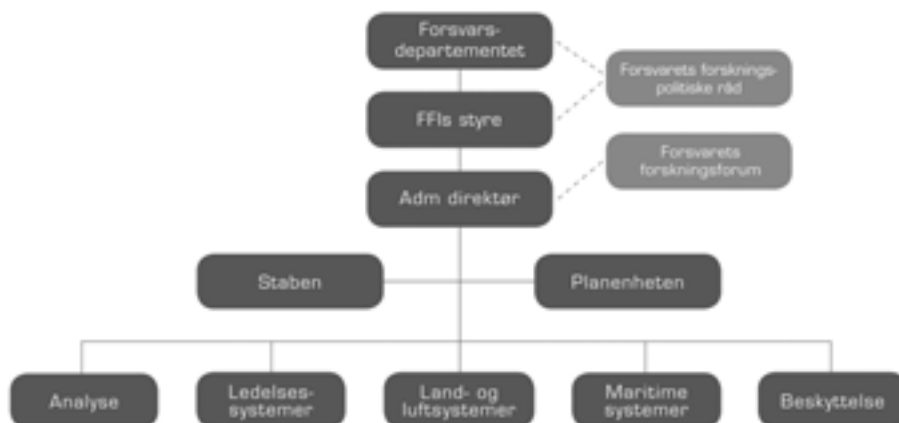 Forsvars-
departementet
Forsvarets forsknings-
politiske råd
FFIs styre
Forsvarets
forskningsforum
Adm direktør
Staben
Planenheten
Analyse
Ledelses-
systemer
Land- og
luftsystemer
Maritime
systemer
Beskyttelse